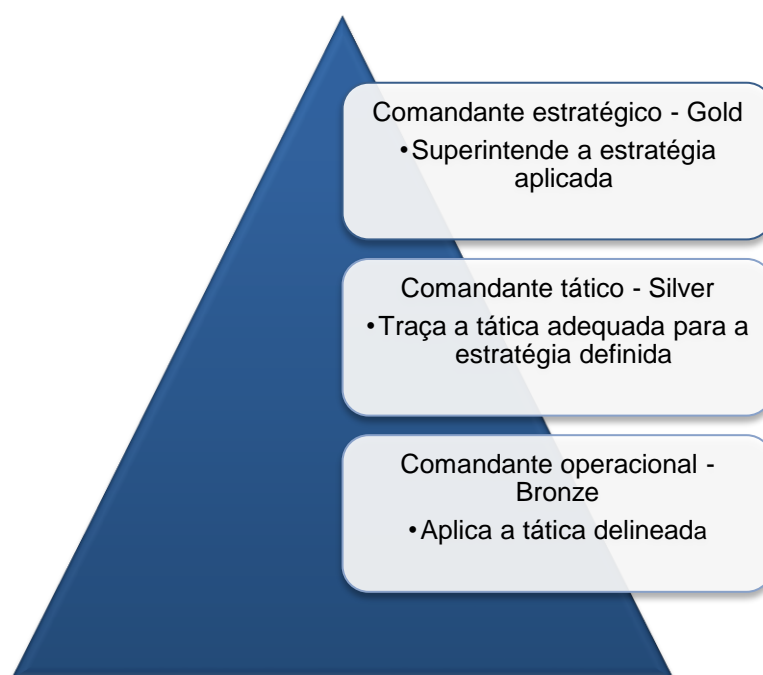 Comandante estratégico - Gold
•Superintende a estratégia
aplicada
Comandante tático - Silver
•Traça a tática adequada para a
estratégia definida
Comandante operacional -
Bronze
•Aplica a tática delineada